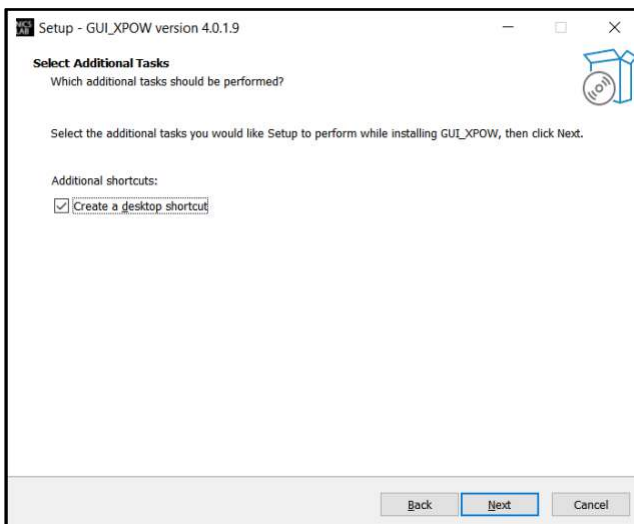 NICS
LAB
Setup - GUI_XPOW version 4.0.1.9
Select Additional Tasks
Which additional tasks should be performed?
Select the additional tasks you would like Setup to perform while installing GUI_XPOW, then click Next.
Additional shortcuts:
Create a desktop shortcut
Back Next Cancel